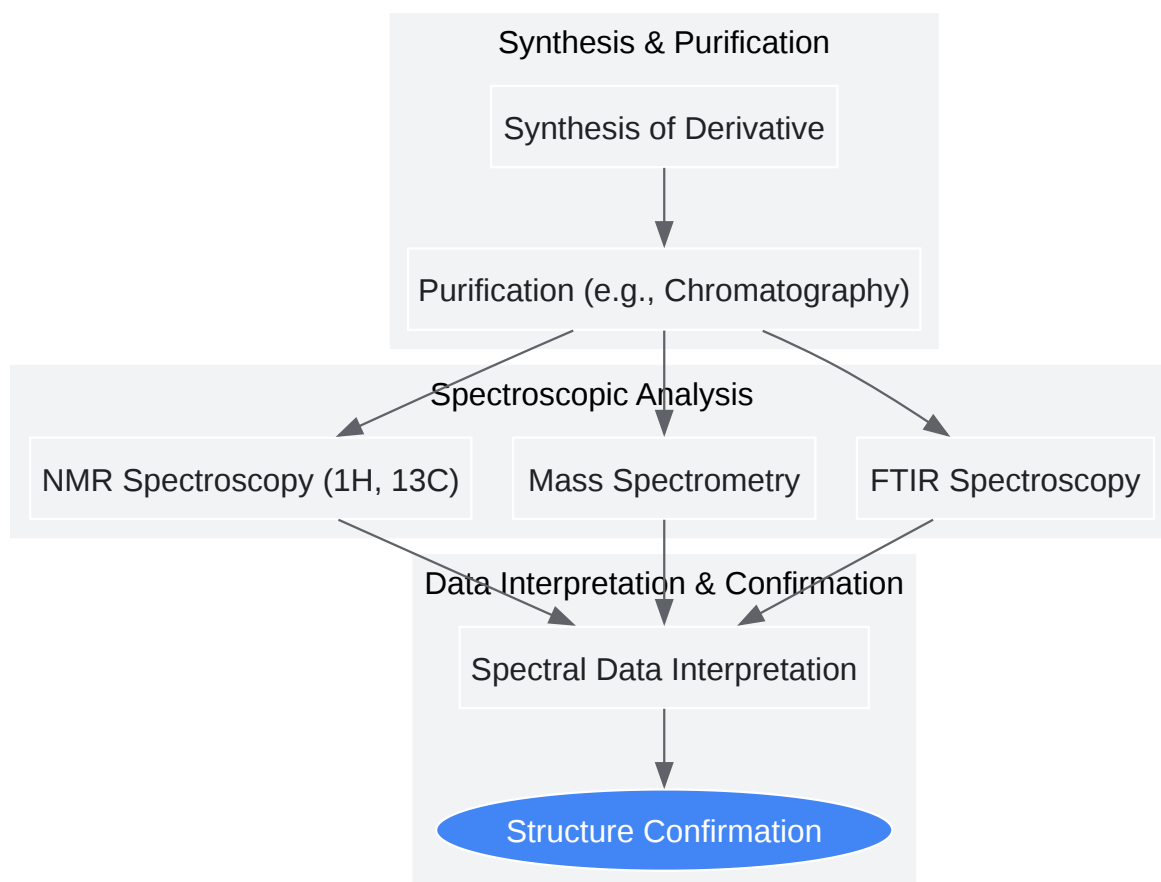 Synthesis & Purification
Synthesis of Derivative
Purification (e.g., Chromatography)
Spectroscopic Analysis
NMR Spectroscopy (1H, 13C)
Mass Spectrometry
FTIR Spectroscopy
Data Interpretation & Confirmation
Spectral Data Interpretation
Structure Confirmation